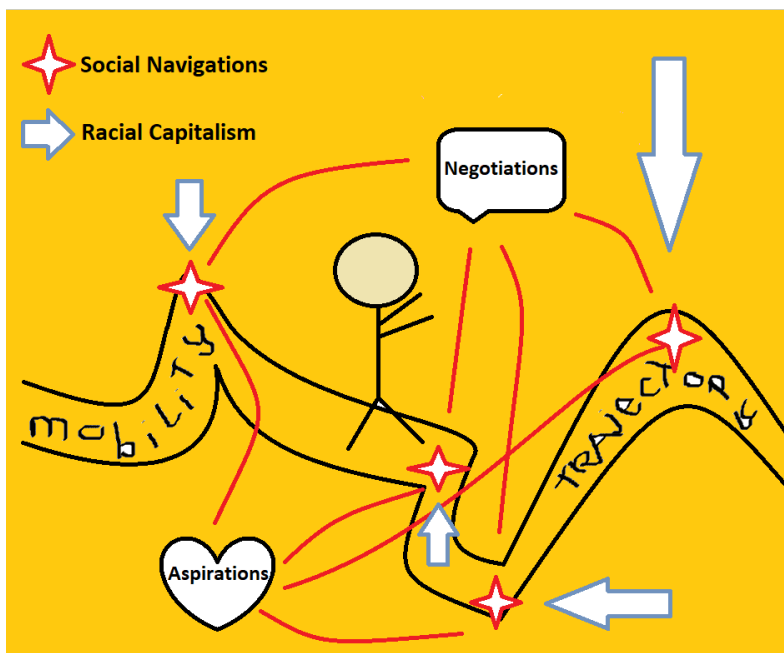 Social Navigations
Racial Capitalism
Negotiations
mobiLiTy
TRAJECTORy
Aspirations